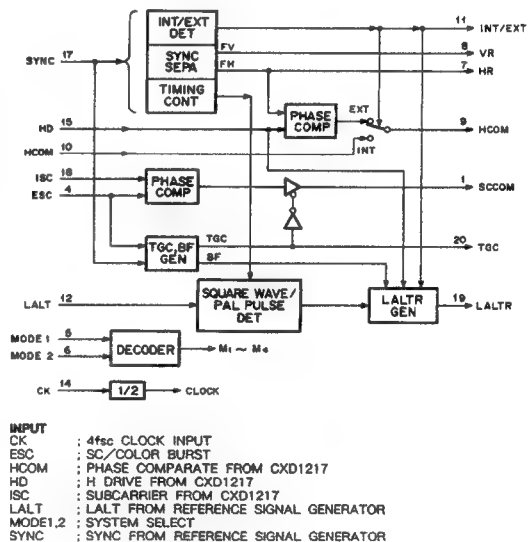 INT/EXT
DET
SYNC
SEPA
TIMING
CONT
SYNC 17
FV
FH
11 INT/EXT
8 VR
7 HR
HD 15
HCOM 10
PHASE
COMP
EXT
INT
9 HCOM
ISC 18
ESC 4
PHASE
COMP
1 SCCOM
TGC, BF
GEN
TGC
BF
20 TGC
LALT 12
SQUARE WAVE/
PAL PULSE
DET
LALTR
GEN
19 LALTR
MODE 1 5
MODE 2 6
DECODER
M1 ~ M4
CK 14
1/2
CLOCK
INPUT
CK ; 4fsc CLOCK INPUT
ESC ; SC/COLOR BURST
HCOM ; PHASE COMPARATE FROM CXD1217
HD ; H DRIVE FROM CXD1217
ISC ; SUBCARRIER FROM CXD1217
LALT ; LALT FROM REFERENCE SIGNAL GENERATOR
MODE1,2 ; SYSTEM SELECT
SYNC ; SYNC FROM REFERENCE SIGNAL GENERATOR